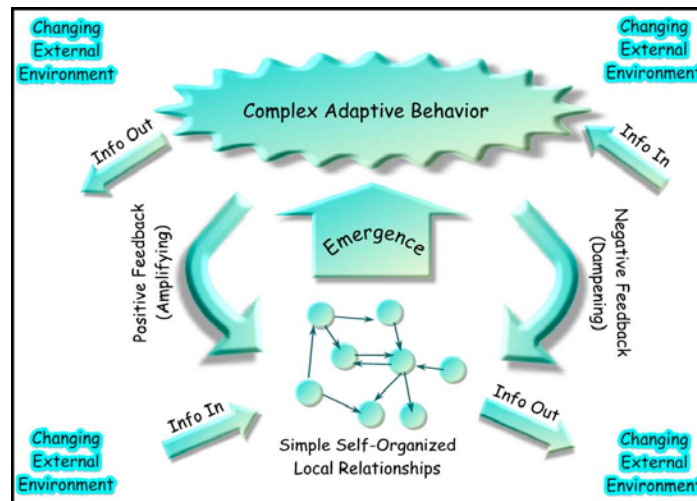 Changing
External
Environment
Changing
External
Environment
Complex Adaptive Behavior
Info Out
Info In
Positive Feedback
(Amplifying)
Emergence
Negative Feedback
(Dampening)
Info In
Info Out
Simple Self-Organized
Local Relationships
Changing
External
Environment
Changing
External
Environment